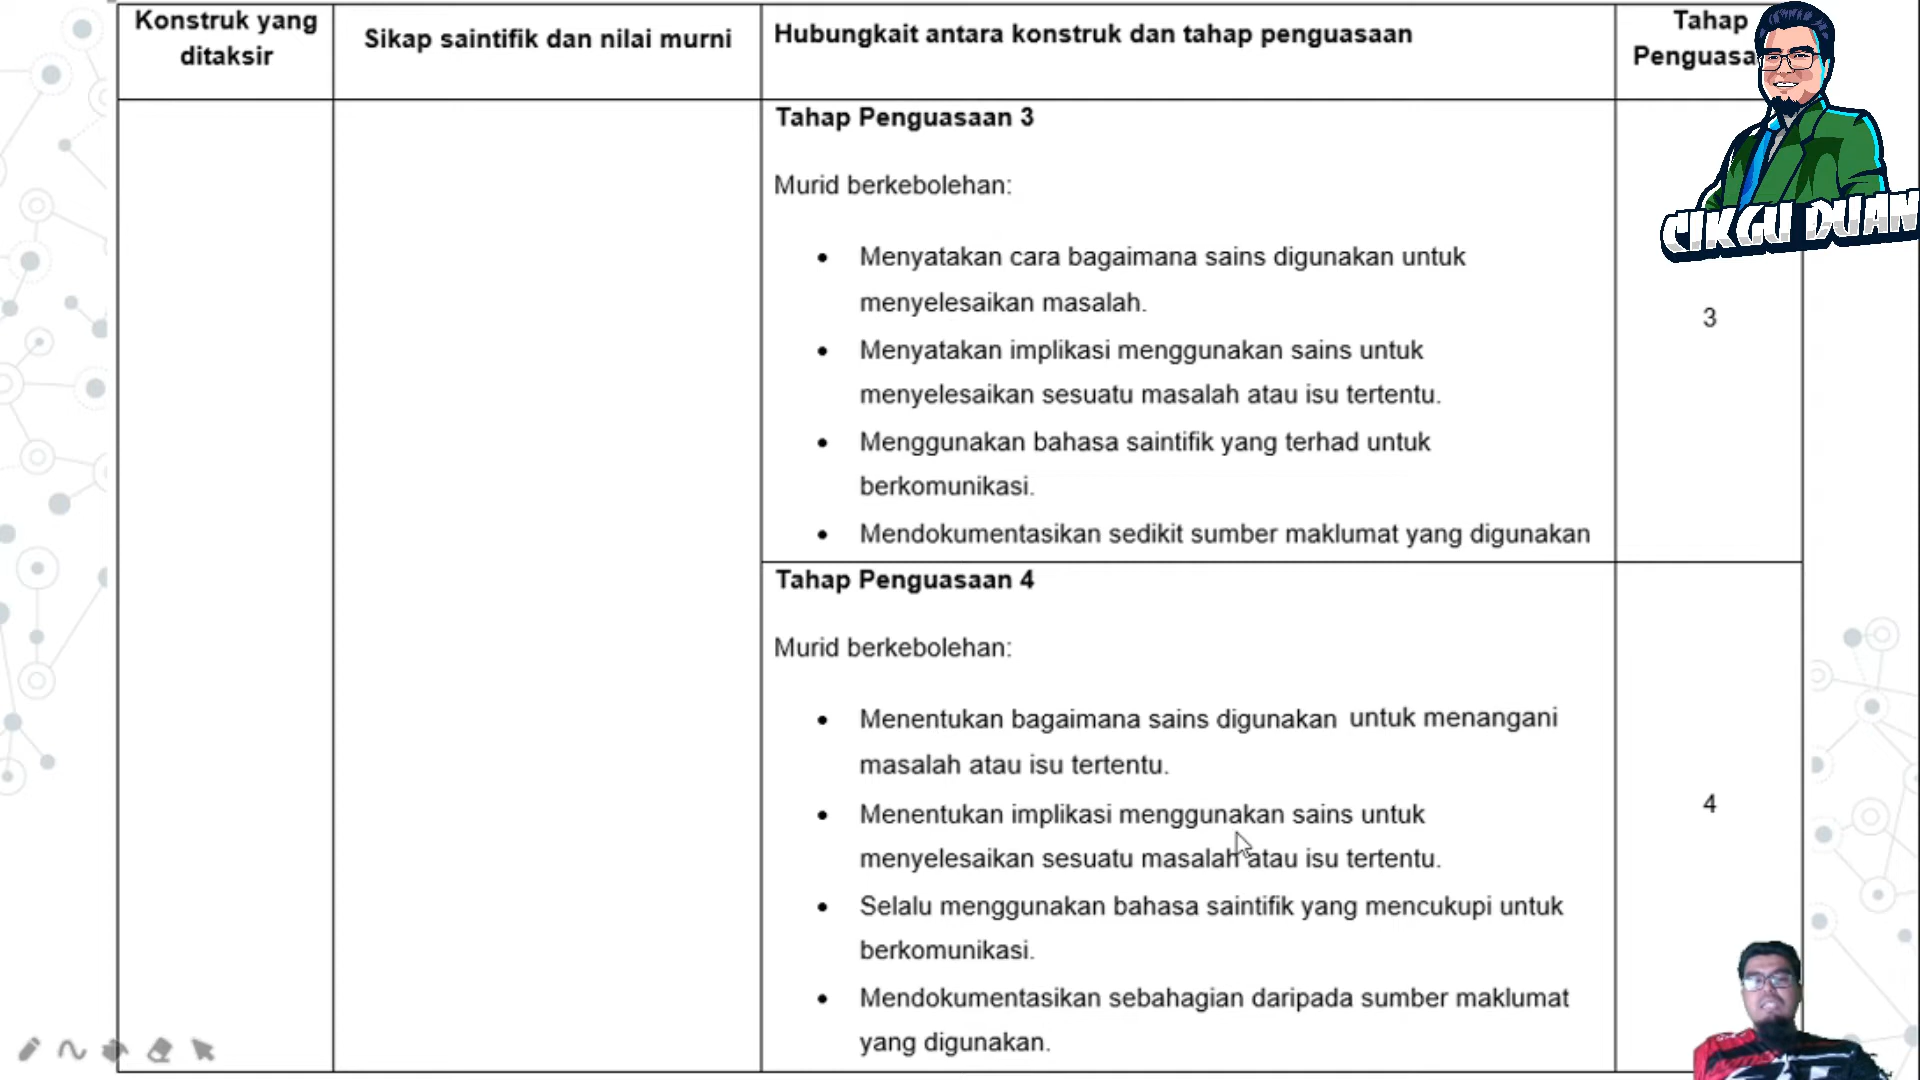 Konstruk yang
ditaksir
Sikap saintifik dan nilai murni
Hubungkait antara konstruk dan tahap penguasaan
Tahap
Penguasa
Tahap Penguasaan 3
Murid berkebolehan:
• Menyatakan cara bagaimana sains digunakan untuk
menyelesaikan masalah.
• Menyatakan implikasi menggunakan sains untuk
menyelesaikan sesuatu masalah atau isu tertentu.
• Menggunakan bahasa saintifik yang terhad untuk
berkomunikasi.
• Mendokumentasikan sedikit sumber maklumat yang digunakan
3
CIKGU DUAN
Tahap Penguasaan 4
Murid berkebolehan:
• Menentukan bagaimana sains digunakan untuk menangani
masalah atau isu tertentu.
• Menentukan implikasi menggunakan sains untuk
menyelesaikan sesuatu masalah atau isu tertentu.
• Selalu menggunakan bahasa saintifik yang mencukupi untuk
berkomunikasi.
• Mendokumentasikan sebahagian daripada sumber maklumat
yang digunakan.
4